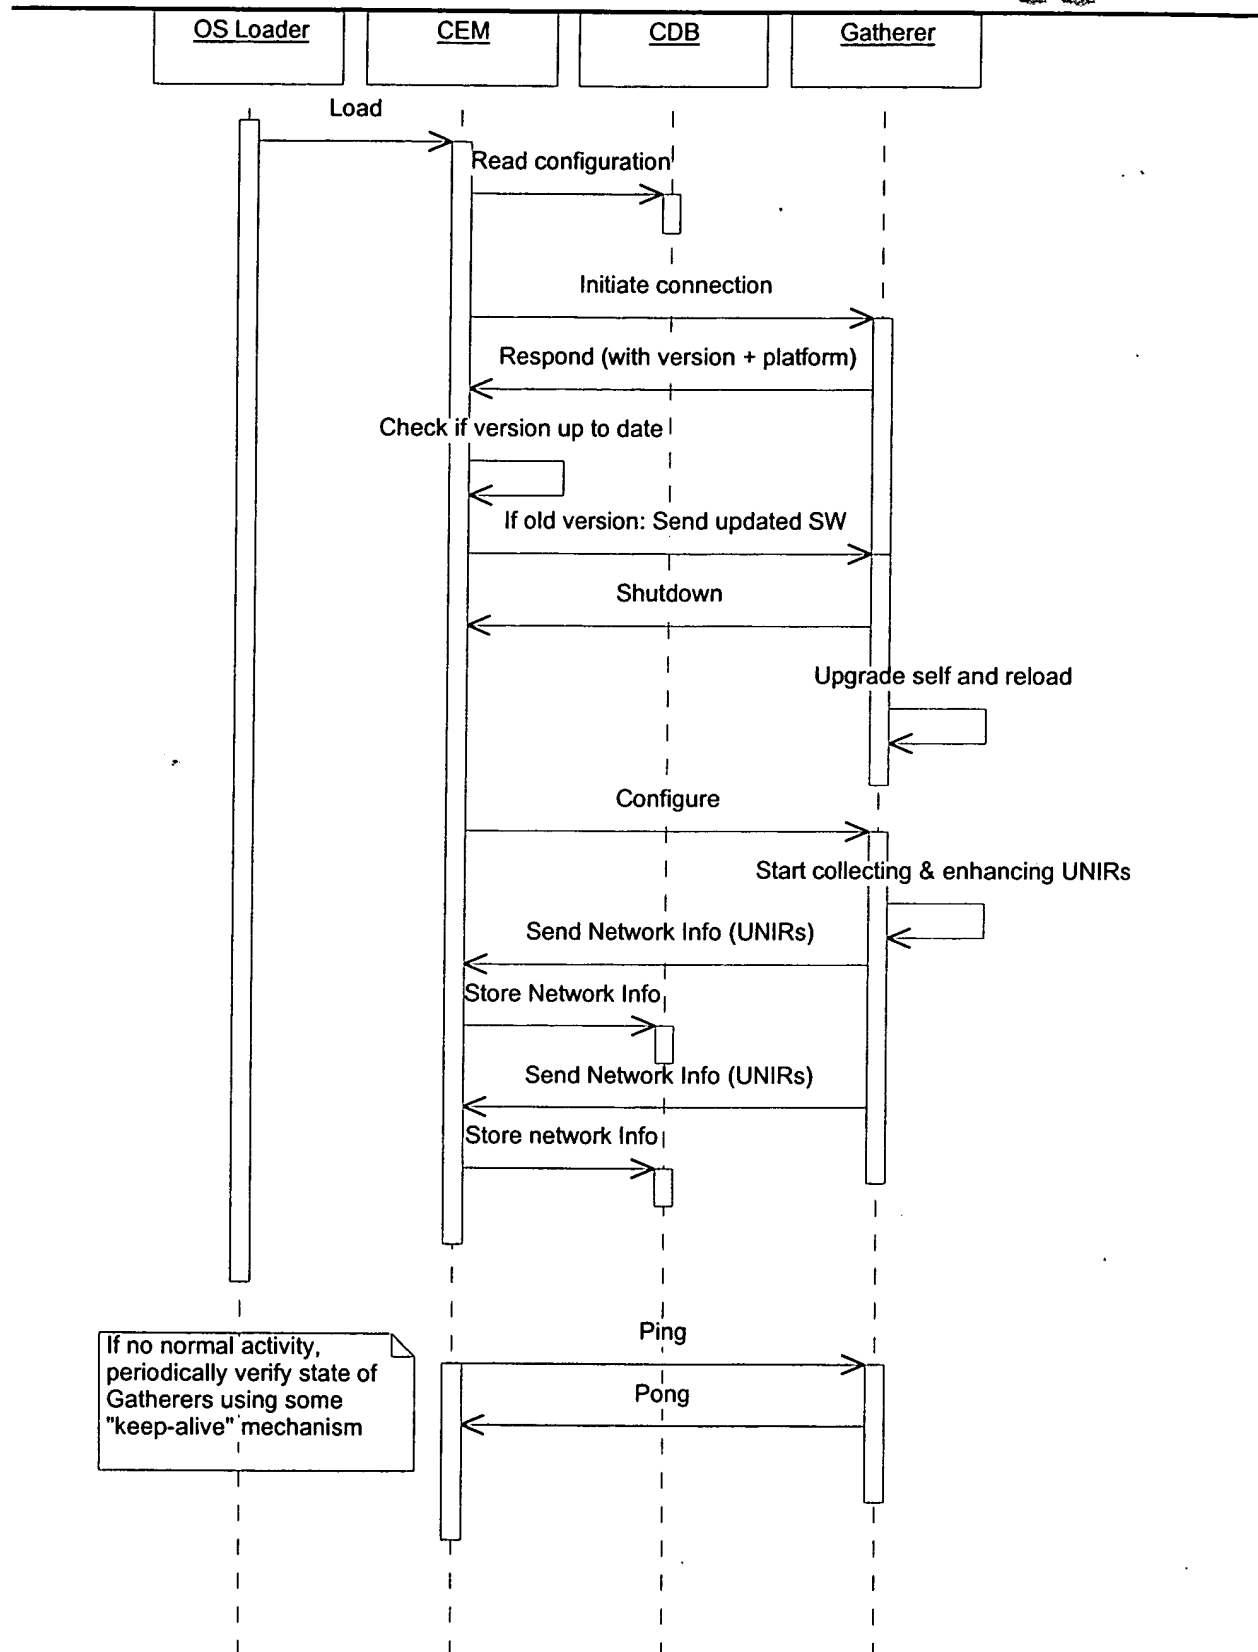 OS Loader
CEM
CDB
Gatherer
Load
Read configuration
Initiate connection
Respond (with version + platform)
Check if version up to date
If old version: Send updated SW
Shutdown
Upgrade self and reload
Configure
Start collecting & enhancing UNIRs
Send Network Info (UNIRs)
Store Network Info
Send Network Info (UNIRs)
Store network Info
Ping
If no normal activity,
periodically verify state of
Gatherers using some
"keep-alive" mechanism
Pong